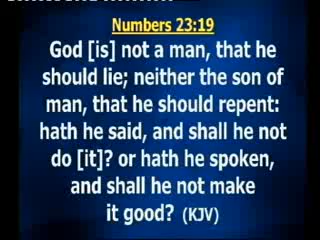 Numbers 23:19
God [is] not a man, that he
should lie; neither the son of
man, that he should repent:
hath he said, and shall he not
do [it]? or hath he spoken,
and shall he not make
it good? (KJV)